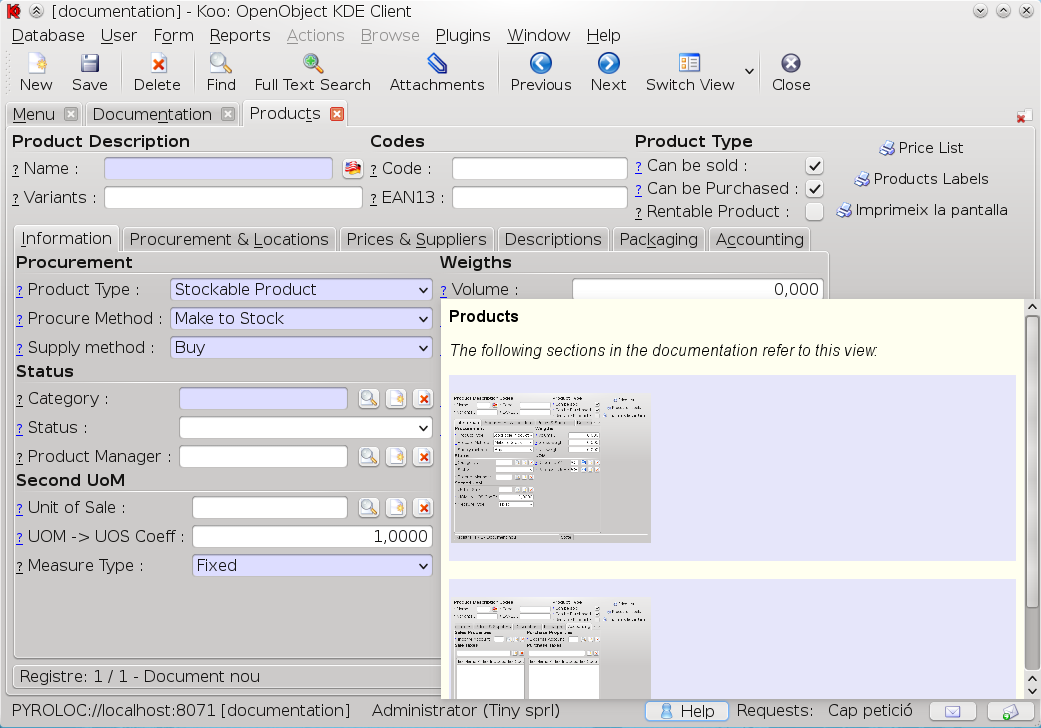 [documentation] - Koo: OpenObject KDE Client
Database User Form Reports Actions Browse Plugins Window Help
New Save Delete Find Full Text Search Attachments Previous Next Switch View Close
Menu Documentation Products
Product Description Codes Product Type
? Name : ? Code : ? Can be sold : Price List
? Variants : ? EAN13 : ? Can be Purchased : Products Labels
? Rentable Product : Imprimeix la pantalla
Information Procurement & Locations Prices & Suppliers Descriptions Packaging Accounting
Procurement Weigths
? Product Type : Stockable Product ? Volume : 0,000
? Procure Method : Make to Stock
? Supply method : Buy
Status
? Category :
? Status :
? Product Manager :
Second UoM
? Unit of Sale :
? UOM -> UOS Coeff : 1,0000
? Measure Type : Fixed
Products
The following sections in the documentation refer to this view:
Registre: 1 / 1 - Document nou
PYROLOC://localhost:8071 [documentation] Administrator (Tiny sprl) Help Requests: Cap petició